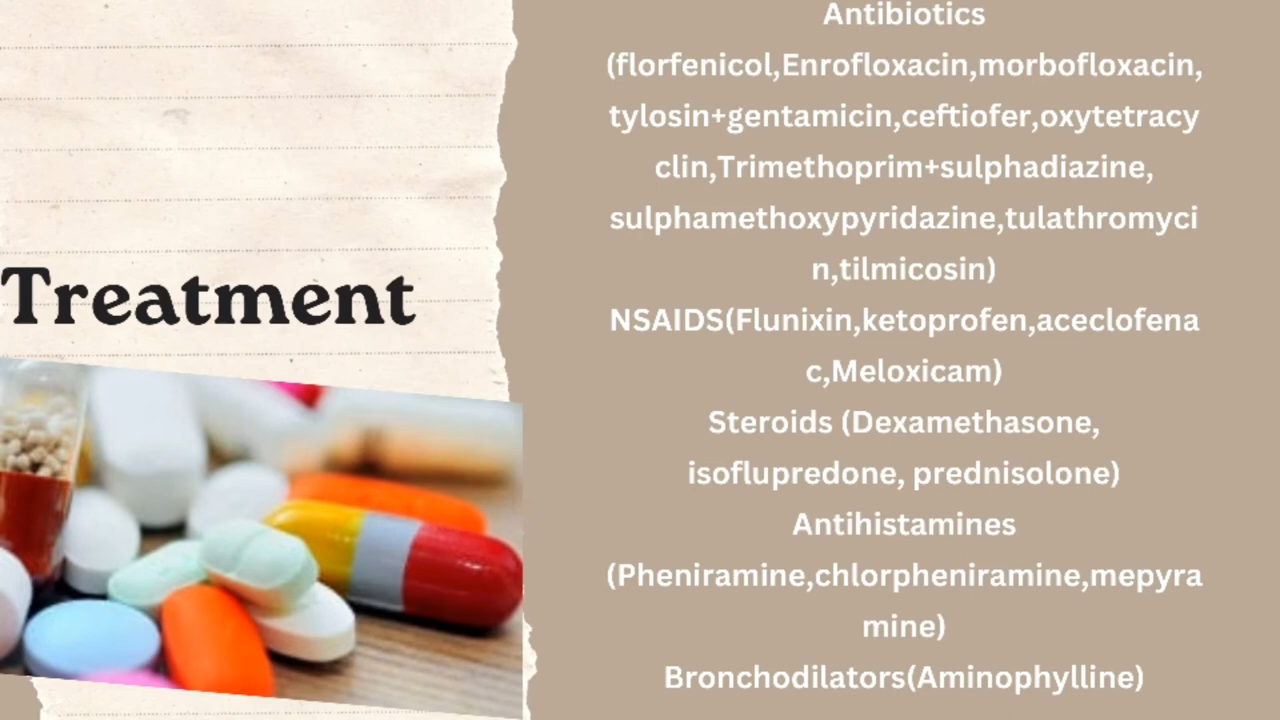 Treatment
Antibiotics
(florfenicol,Enrofloxacin,morbofloxacin,
tylosin+gentamicin,ceftiofer,oxytetracy
clin,Trimethoprim+sulphadiazine,
sulphamethoxypyridazine,tulathromyci
n,tilmicosin)
NSAIDS(Flunixin,ketoprofen,aceclofena
c,Meloxicam)
Steroids (Dexamethasone,
isoflupredone, prednisolone)
Antihistamines
(Pheniramine,chlorpheniramine,mepyra
mine)
Bronchodilators(Aminophylline)